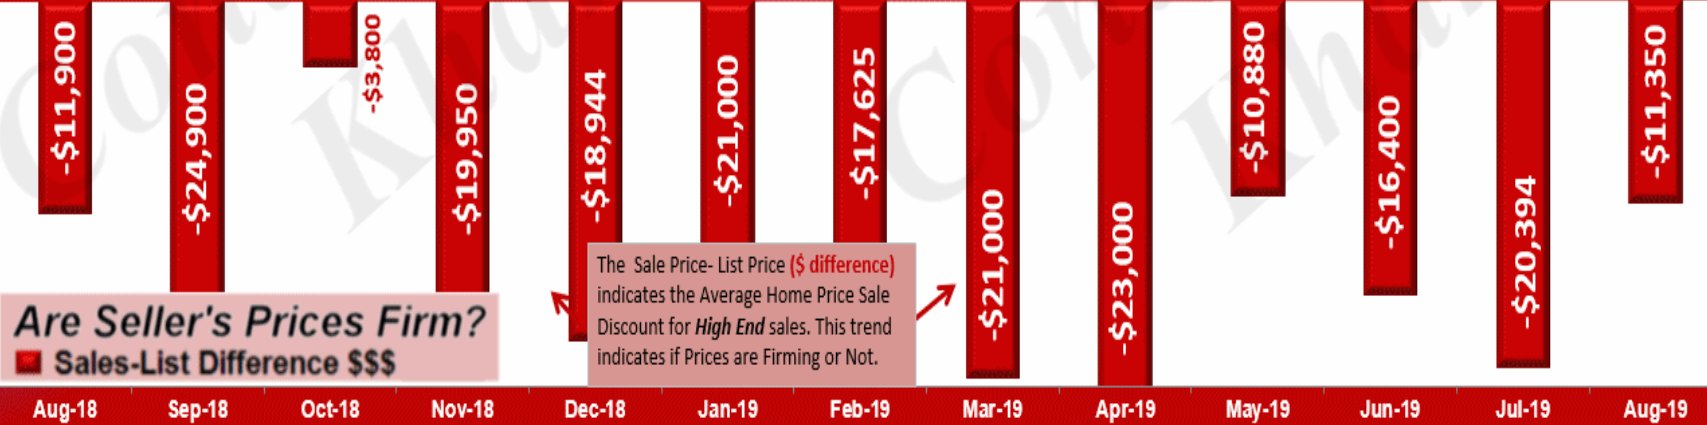 -$11,900
-$24,900
-$3,800
-$19,950
-$18,944
-$21,000
-$17,625
-$21,000
-$23,000
-$10,880
-$16,400
-$20,394
-$11,350
The Sale Price- List Price ($ difference)
indicates the Average Home Price Sale
Discount for High End sales. This trend
indicates if Prices are Firming or Not.
Are Seller's Prices Firm?
Sales-List Difference $$$
Aug-18 Sep-18 Oct-18 Nov-18 Dec-18 Jan-19 Feb-19 Mar-19 Apr-19 May-19 Jun-19 Jul-19 Aug-19